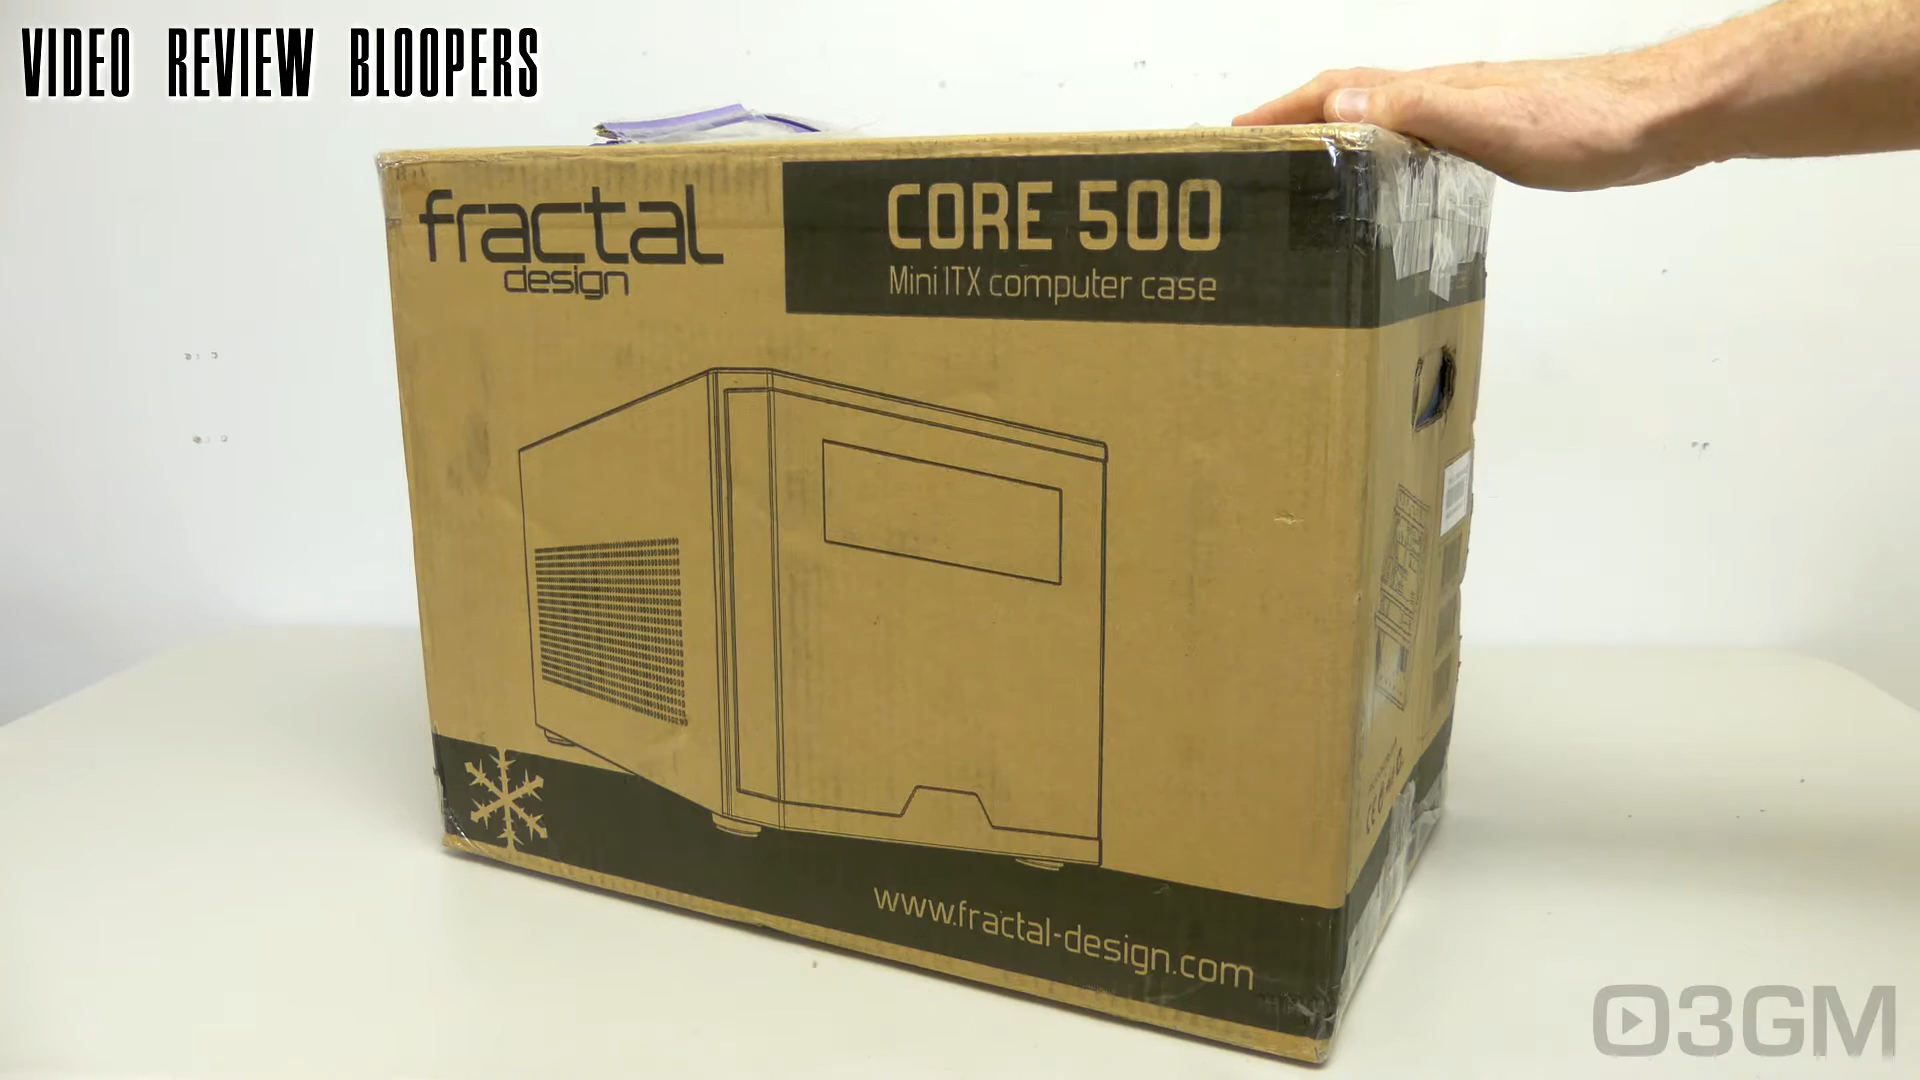 VIDEO REVIEW BLOOPERS
fractal
design
CORE 500
Mini ITX computer case
www.fractal-design.com
O3GM